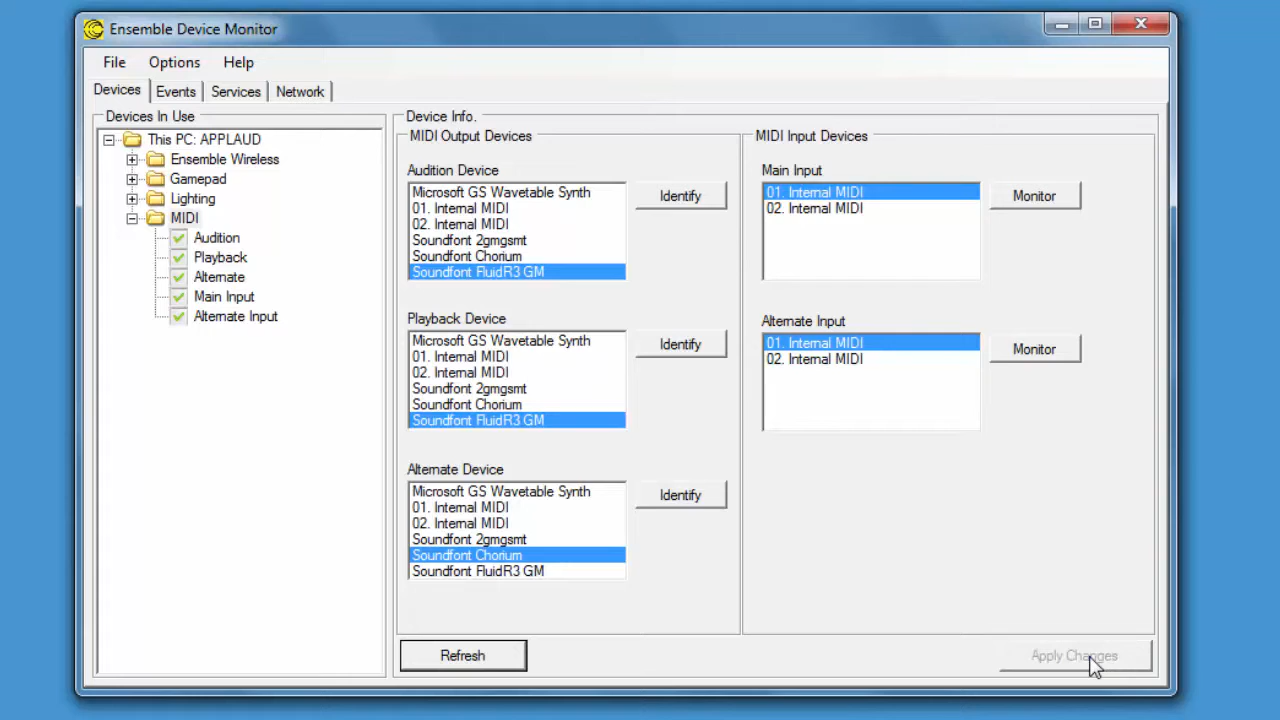 Ensemble Device Monitor
File Options Help
Devices Events Services Network
Devices In Use
This PC: APPLAUD
Ensemble Wireless
Gamepad
Lighting
MIDI
Audition
Playback
Alternate
Main Input
Alternate Input
Device Info.
MIDI Output Devices
Audition Device
Microsoft GS Wavetable Synth
01. Internal MIDI
02. Internal MIDI
Soundfont 2gmgsmt
Soundfont Chorium
Soundfont FluidR3 GM
Identify
Playback Device
Microsoft GS Wavetable Synth
01. Internal MIDI
02. Internal MIDI
Soundfont 2gmgsmt
Soundfont Chorium
Soundfont FluidR3 GM
Identify
Alternate Device
Microsoft GS Wavetable Synth
01. Internal MIDI
02. Internal MIDI
Soundfont 2gmgsmt
Soundfont Chorium
Soundfont FluidR3 GM
Identify
MIDI Input Devices
Main Input
01. Internal MIDI
02. Internal MIDI
Monitor
Alternate Input
01. Internal MIDI
02. Internal MIDI
Monitor
Refresh
Apply Changes